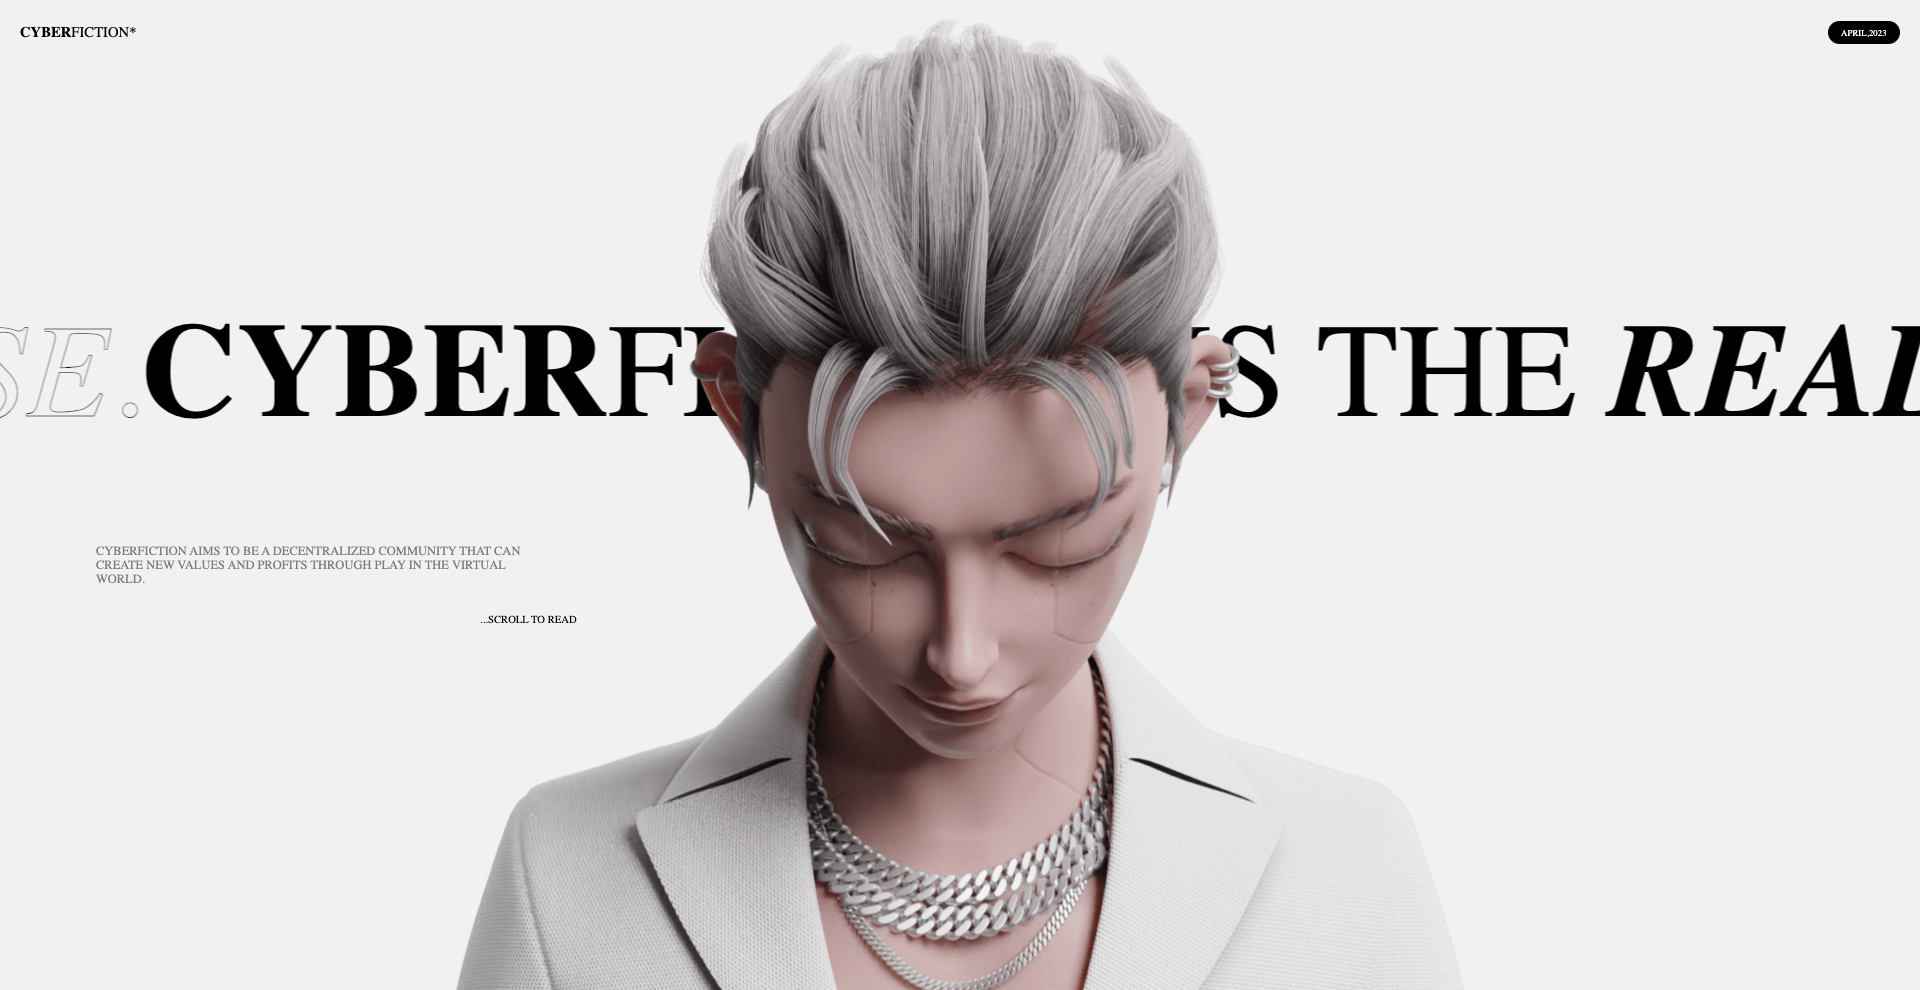 CYBERFICTION*
APRIL,2023
SE.CYBERFI S THE REAL
CYBERFICTION AIMS TO BE A DECENTRALIZED COMMUNITY THAT CAN
CREATE NEW VALUES AND PROFITS THROUGH PLAY IN THE VIRTUAL
WORLD.
...SCROLL TO READ